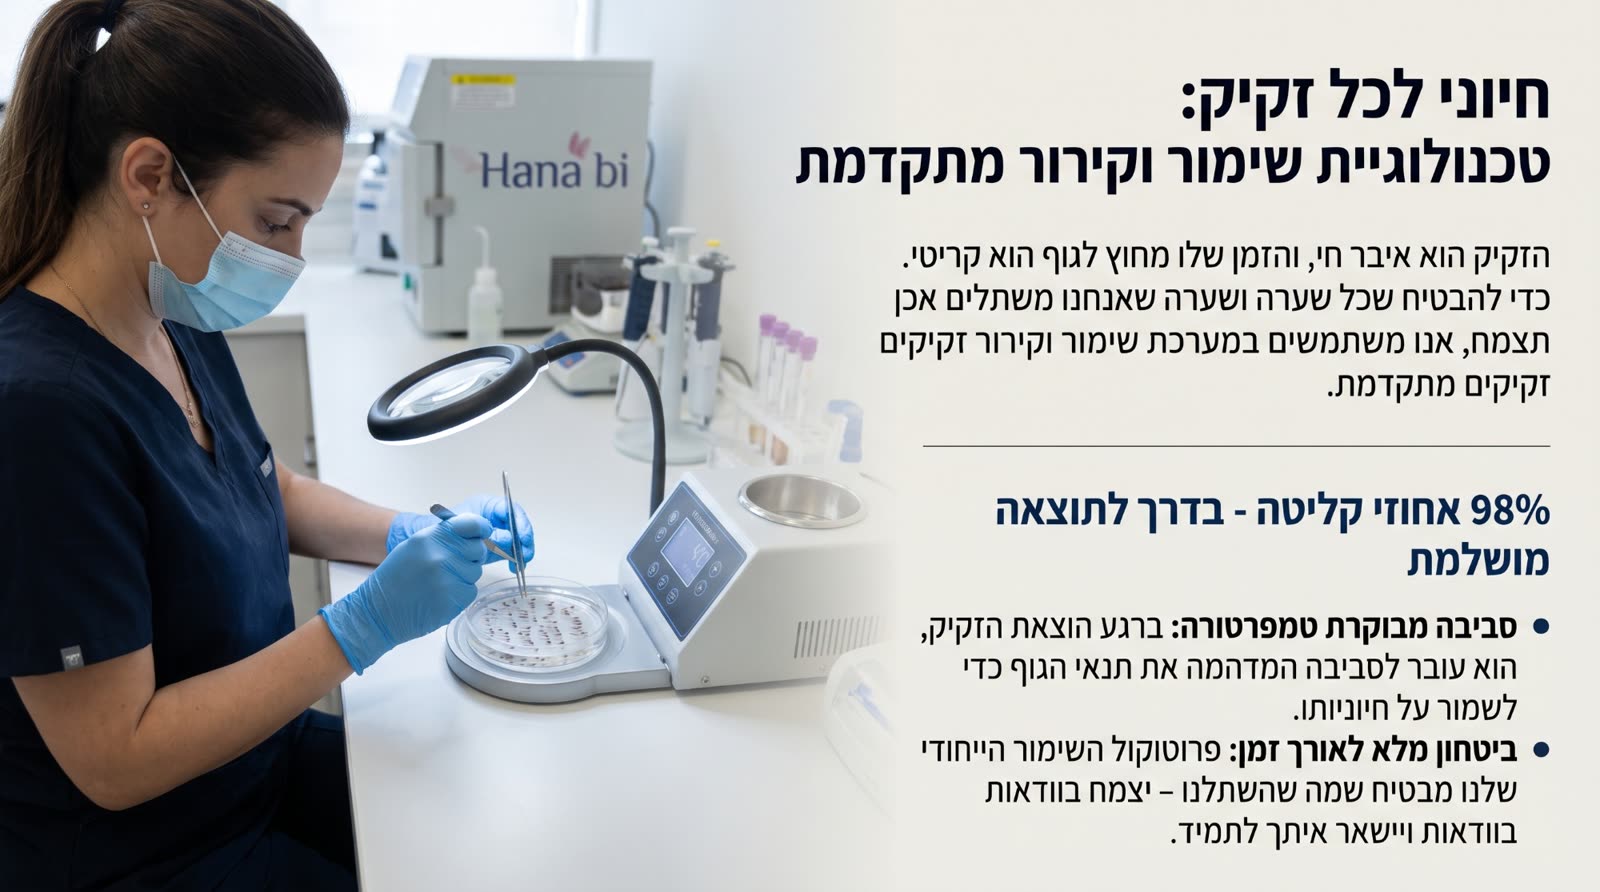 Hana bi
4°C
חיוני לכל זקיק:
טכנולוגיית שימור וקירור מתקדמת
הזקיק הוא איבר חי, והזמן שלו מחוץ לגוף הוא קריטי.
כדי להבטיח שכל שערה ושערה שאנחנו משתלים אכן
תצמח, אנו משתמשים במערכת שימור וקירור זקיקים
זקיקים מתקדמת.
98% אחוזי קליטה - בדרך לתוצאה
מושלמת
• סביבה מבוקרת טמפרטורה: ברגע הוצאת הזקיק,
הוא עובר לסביבה המדהמה את תנאי הגוף כדי
לשמור על חיוניותו.
• ביטחון מלא לאורך זמן: פרוטוקול השימור הייחודי
שלנו מבטיח שמה שהשתלנו – יצמח בוודאות
בוודאות ויישאר איתך לתמיד.